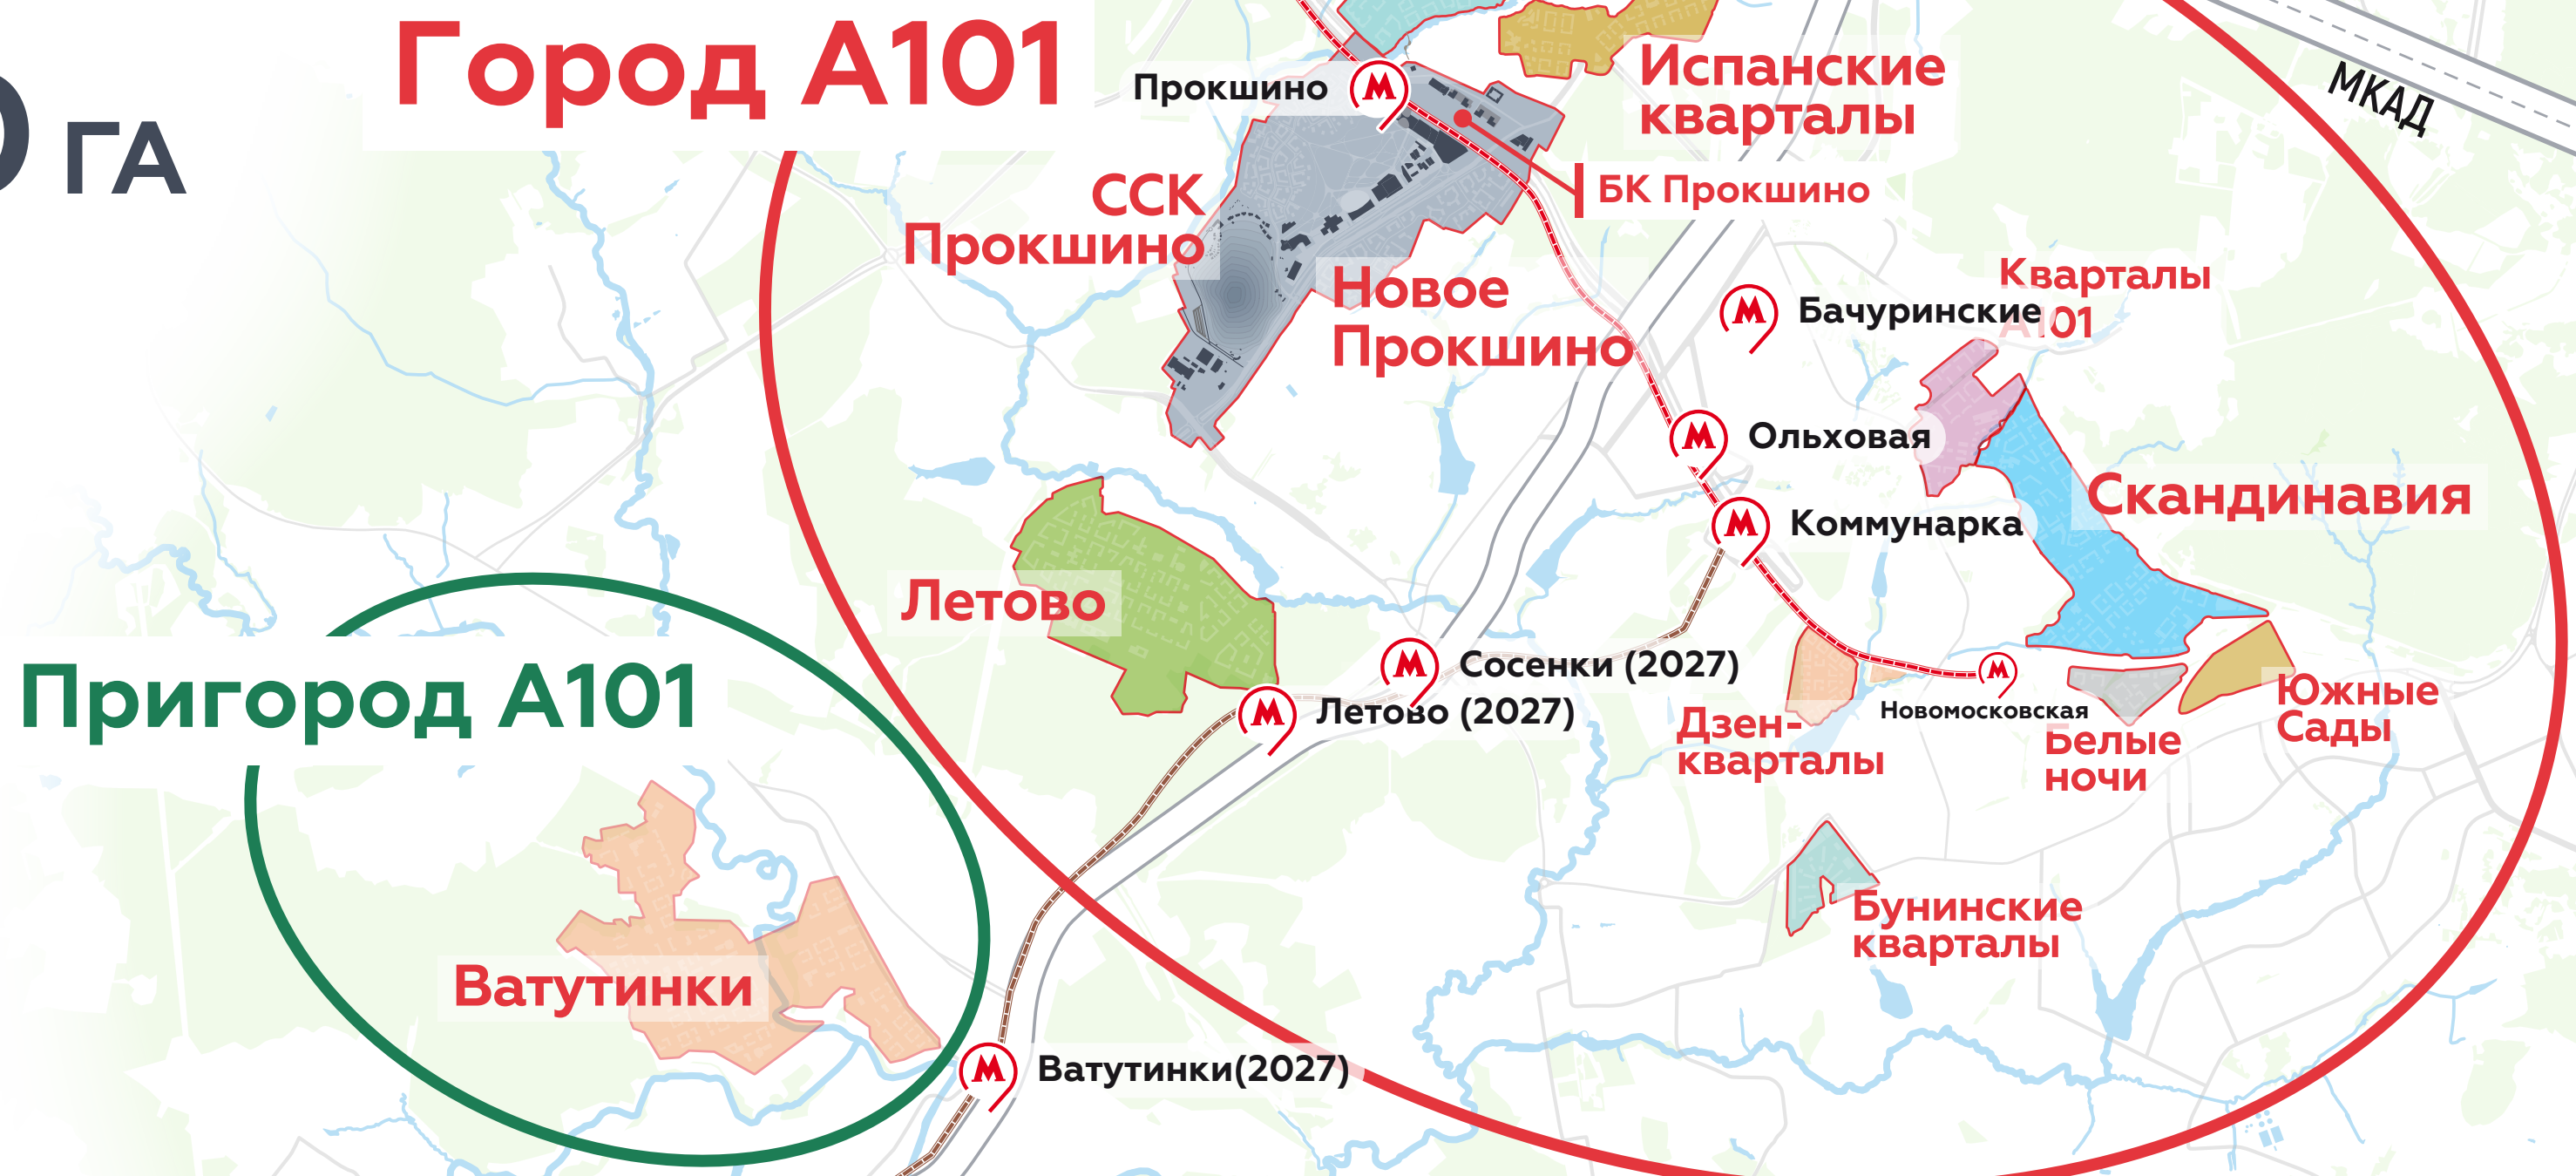 Город А101
ГА
Прокшино
Испанские
кварталы
МКАД
БК Прокшино
ССК
Прокшино
Новое
Прокшино
Кварталы
А101
Бачуринские
Ольховая
Скандинавия
Коммунарка
Летово
Сосенки (2027)
Летово (2027)
Пригород А101
Дзен-
кварталы
Новомосковская
Белые
ночи
Южные
Сады
Бунинские
кварталы
Ватутинки
Ватутинки(2027)